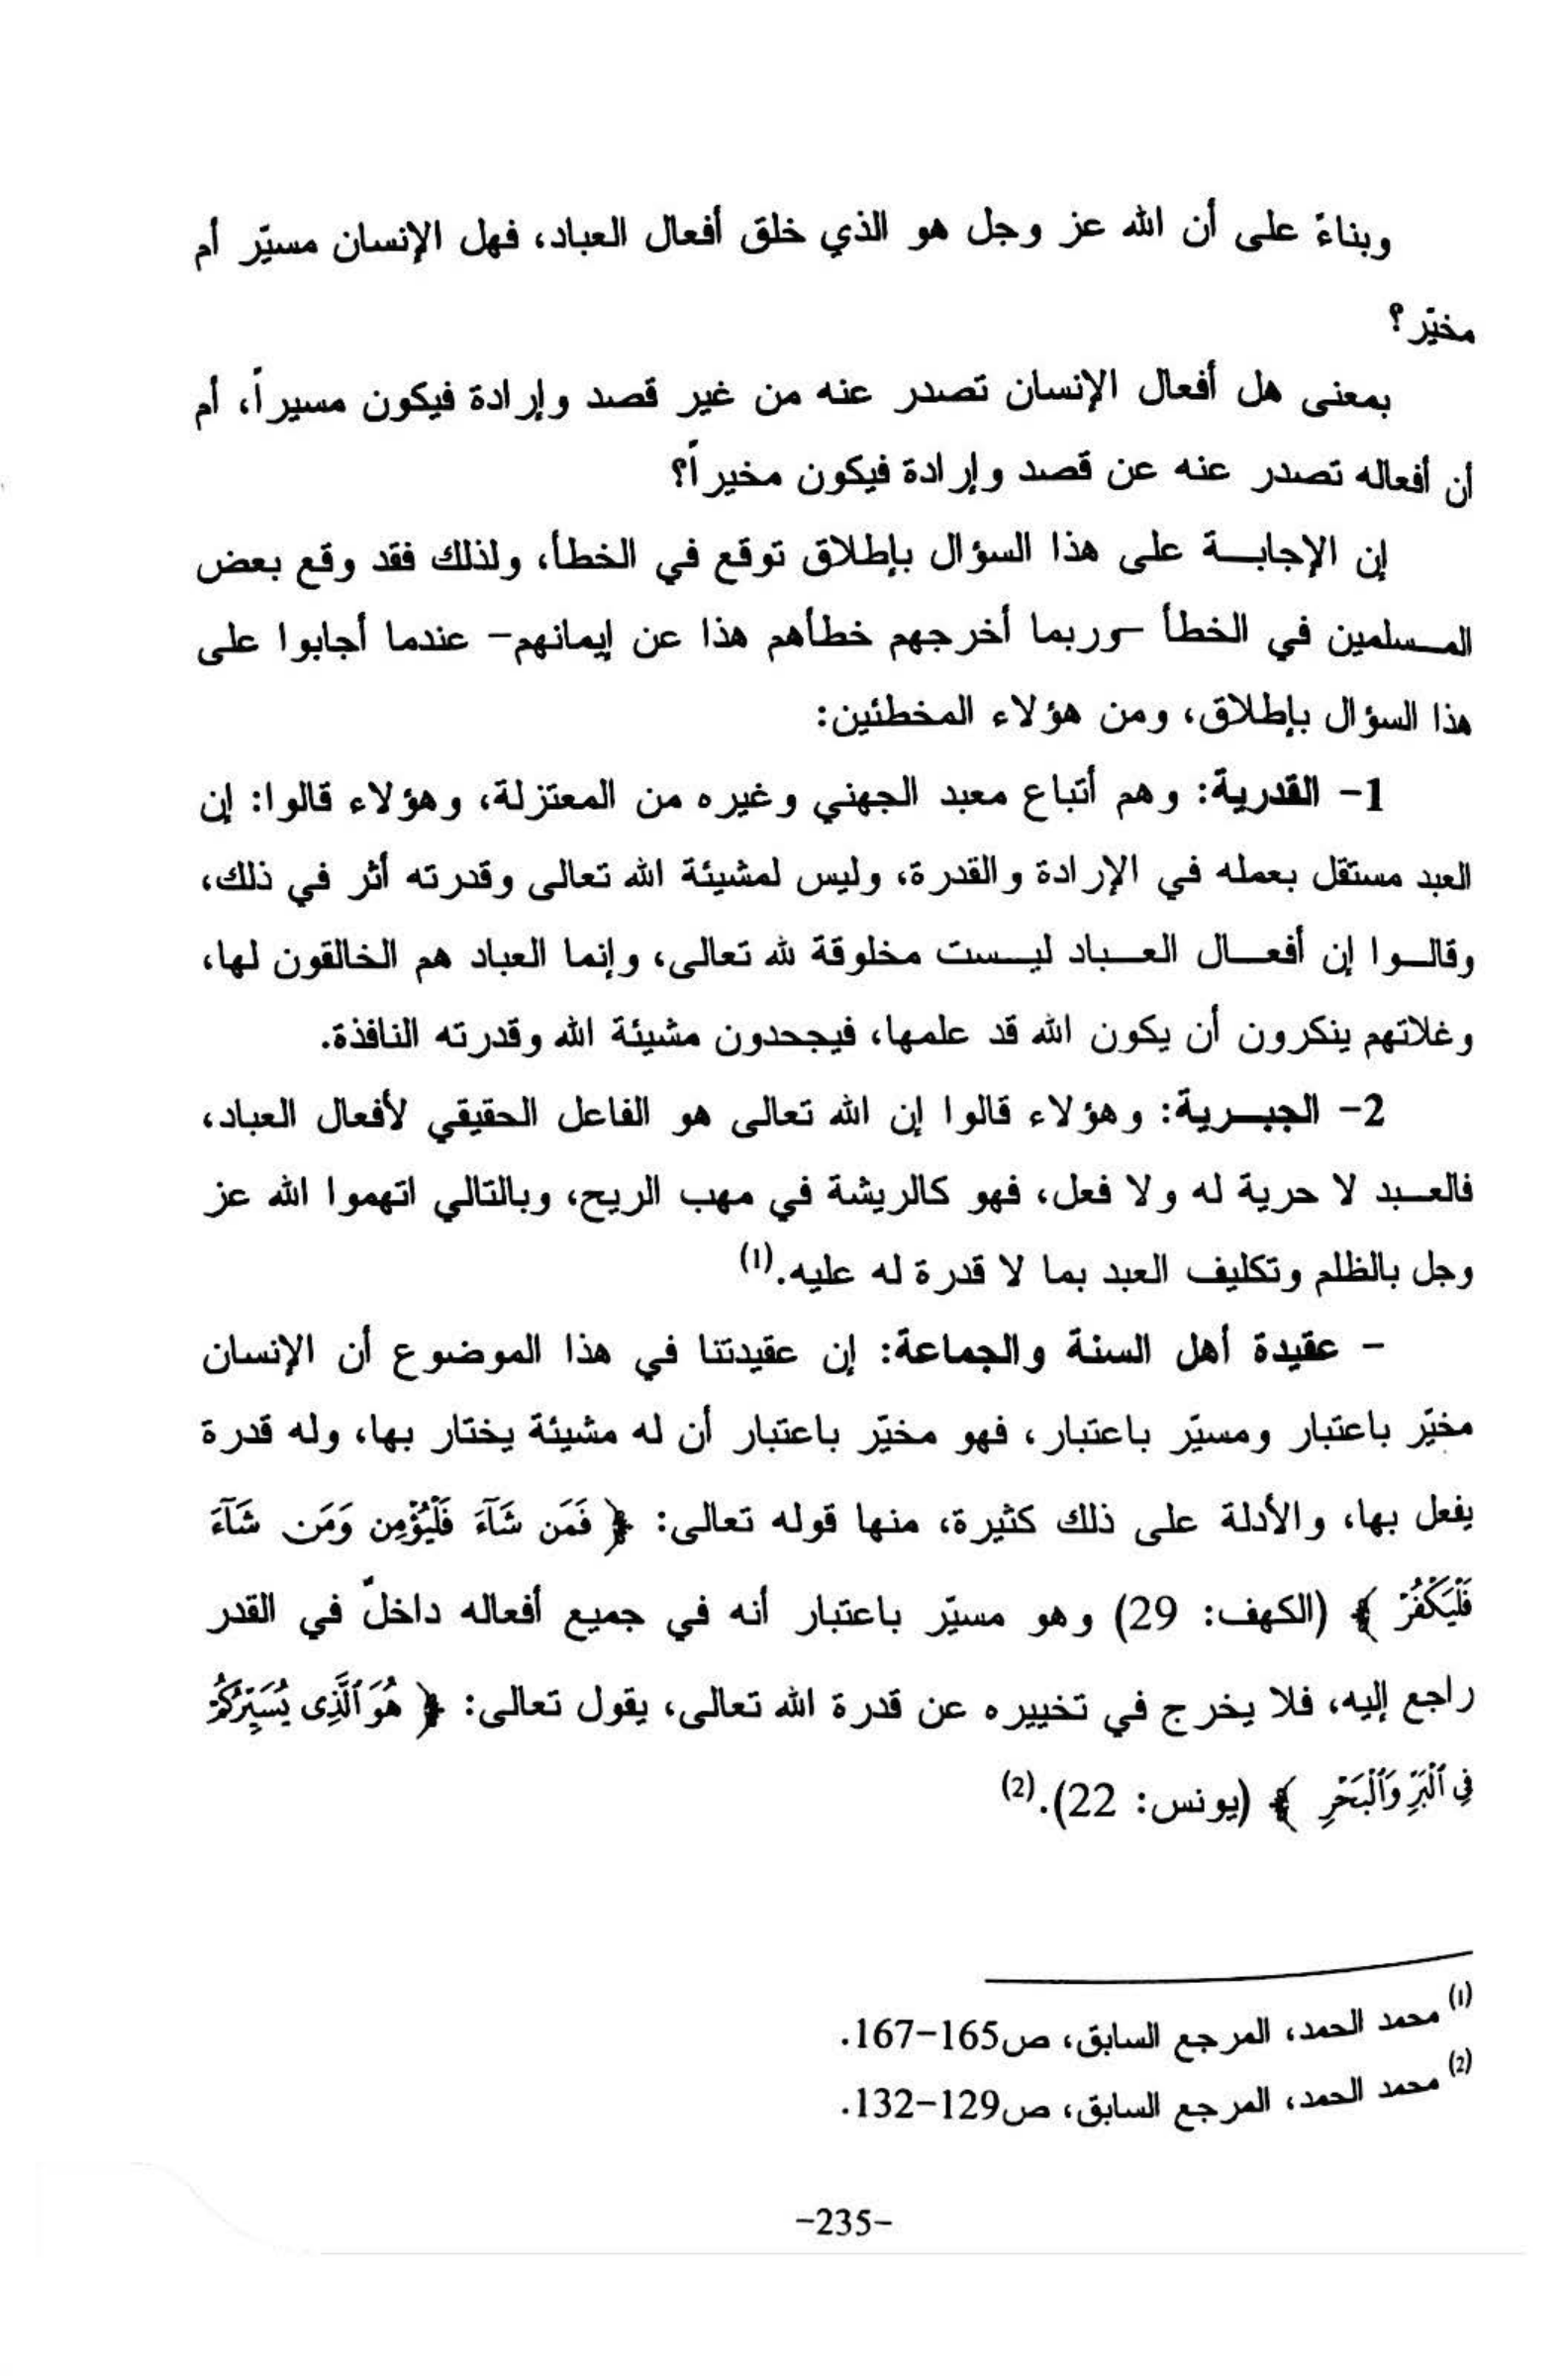 وبناءً على أن الله عز وجل هو الذي خلق أفعال العباد، فهل الإنسان مسيّر أم
مخيّر؟
بمعنى هل أفعال الإنسان تصدر عنه من غير قصد وإرادة فيكون مسيراً، أم
أن أفعاله تصدر عنه عن قصد وإرادة فيكون مخيراً؟
إن الإجابة على هذا السؤال بإطلاق توقع في الخطأ، ولذلك فقد وقع بعض
المسلمين في الخطأ -وربما أخرجهم خطأهم هذا عن إيمانهم- عندما أجابوا على
هذا السؤال بإطلاق، ومن هؤلاء المخطئين:
1- القدرية: وهم أتباع معبد الجهني وغيره من المعتزلة، وهؤلاء قالوا: إن
العبد مستقل بعمله في الإرادة والقدرة، وليس لمشيئة الله تعالى وقدرته أثر في ذلك،
وقالوا إن أفعال العباد ليست مخلوقة لله تعالى، وإنما العباد هم الخالقون لها،
وغلاتهم ينكرون أن يكون الله قد علمها، فيجحدون مشيئة الله وقدرته النافذة.
2- الجبرية: وهؤلاء قالوا إن الله تعالى هو الفاعل الحقيقي لأفعال العباد،
فالعبد لا حرية له ولا فعل، فهو كالريشة في مهب الريح، وبالتالي اتهموا الله عز
وجل بالظلم وتكليف العبد بما لا قدرة له عليه.(1)
- عقيدة أهل السنة والجماعة: إن عقيدتنا في هذا الموضوع أن الإنسان
مخيّر باعتبار ومسيّر باعتبار، فهو مخيّر باعتبار أن له مشيئة يختار بها، وله قدرة
يفعل بها، والأدلة على ذلك كثيرة، منها قوله تعالى: ﴿ فَمَن شَآءَ فَلْيُؤْمِن وَمَن شَآءَ
فَلْيَكْفُرْ ﴾ (الكهف: 29) وهو مسيّر باعتبار أنه في جميع أفعاله داخلٌ في القدر
راجع إليه، فلا يخرج في تخييره عن قدرة الله تعالى، يقول تعالى: ﴿ هُوَ ٱلَّذِى يُسَيِّرُكُمْ
فِى ٱلْبَرِّ وَٱلْبَحْرِ ﴾ (يونس: 22).(2)
(1) محمد الحمد، المرجع السابق، ص165-167.
(2) محمد الحمد، المرجع السابق، ص129-132.
-235-